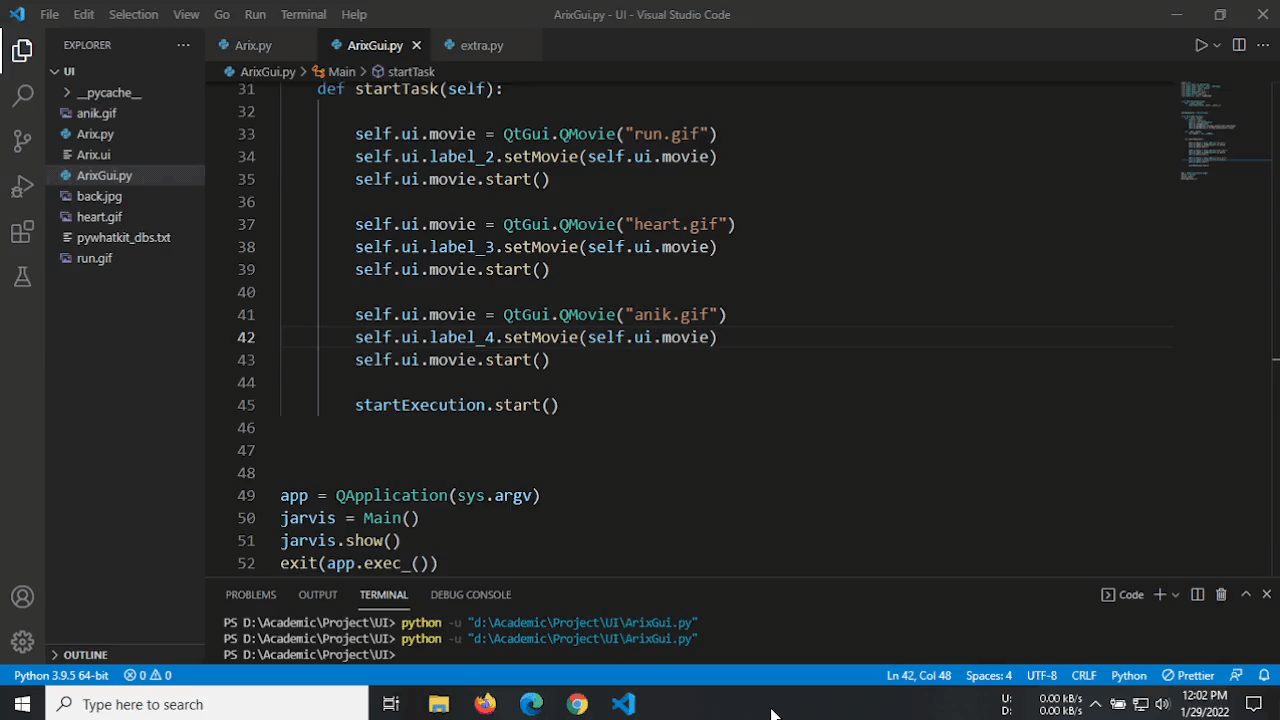 File Edit Selection View Go Run Terminal Help
ArixGui.py - UI - Visual Studio Code
EXPLORER
UI
__pycache__
anik.gif
Arix.py
Arix.ui
ArixGui.py
back.jpg
heart.gif
pywhatkit_dbs.txt
run.gif
OUTLINE
Arix.py ArixGui.py extra.py
ArixGui.py > Main > startTask
31 def startTask(self):
32
33 self.ui.movie = QtGui.QMovie("run.gif")
34 self.ui.label_2.setMovie(self.ui.movie)
35 self.ui.movie.start()
36
37 self.ui.movie = QtGui.QMovie("heart.gif")
38 self.ui.label_3.setMovie(self.ui.movie)
39 self.ui.movie.start()
40
41 self.ui.movie = QtGui.QMovie("anik.gif")
42 self.ui.label_4.setMovie(self.ui.movie)
43 self.ui.movie.start()
44
45 startExecution.start()
46
47
48
49 app = QApplication(sys.argv)
50 jarvis = Main()
51 jarvis.show()
52 exit(app.exec_())
PROBLEMS OUTPUT TERMINAL DEBUG CONSOLE
Code
PS D:\Academic\Project\UI> python -u "d:\Academic\Project\UI\ArixGui.py"
PS D:\Academic\Project\UI> python -u "d:\Academic\Project\UI\ArixGui.py"
PS D:\Academic\Project\UI>
Python 3.9.5 64-bit 0 0
Ln 42, Col 48 Spaces: 4 UTF-8 CRLF Python Prettier
Type here to search
U: 0.00 kB/s
D: 0.00 kB/s
12:02 PM
1/29/2022